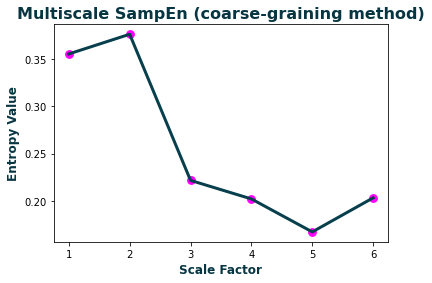 Multiscale SampEn (coarse-graining method)
0.35
0.30
0.25
0.20
Entropy Value
1 2 3 4 5 6
Scale Factor